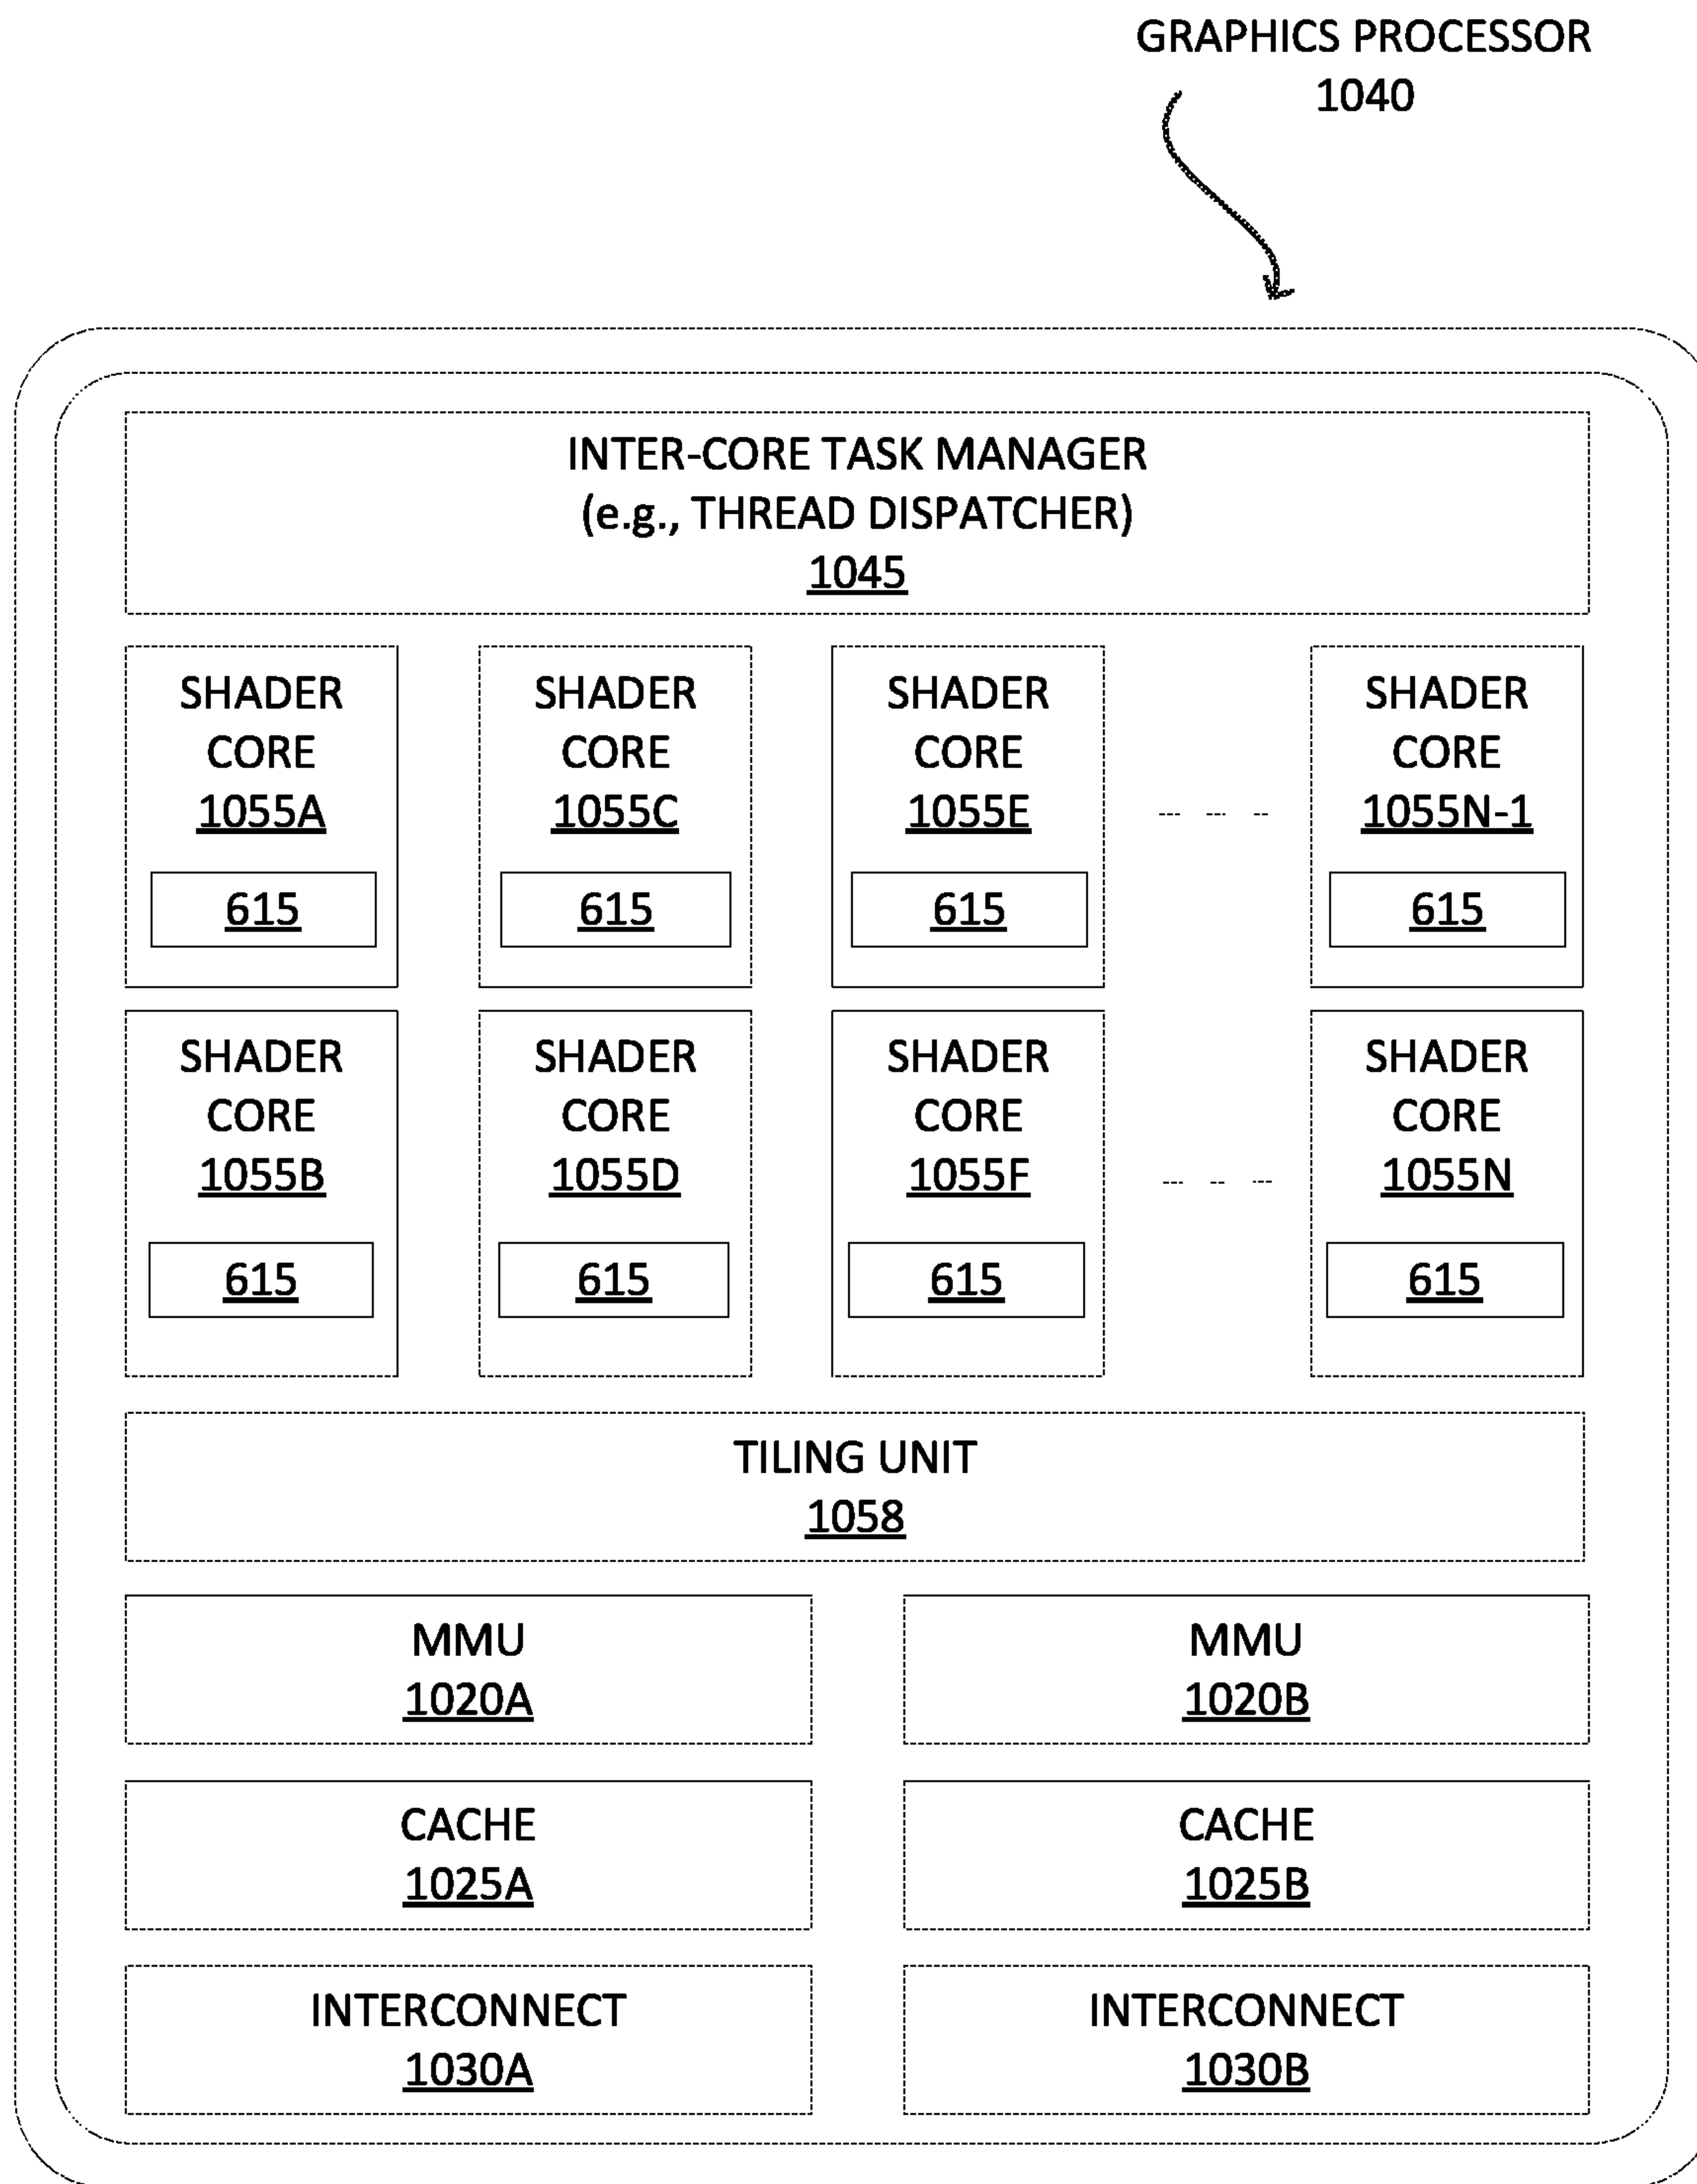 GRAPHICS PROCESSOR
1040
INTER-CORE TASK MANAGER
(e.g., THREAD DISPATCHER)
1045
SHADER
CORE
1055A
615
SHADER
CORE
1055C
615
SHADER
CORE
1055E
615
SHADER
CORE
1055N-1
615
SHADER
CORE
1055B
615
SHADER
CORE
1055D
615
SHADER
CORE
1055F
615
SHADER
CORE
1055N
615
TILING UNIT
1058
MMU
1020A
MMU
1020B
CACHE
1025A
CACHE
1025B
INTERCONNECT
1030A
INTERCONNECT
1030B